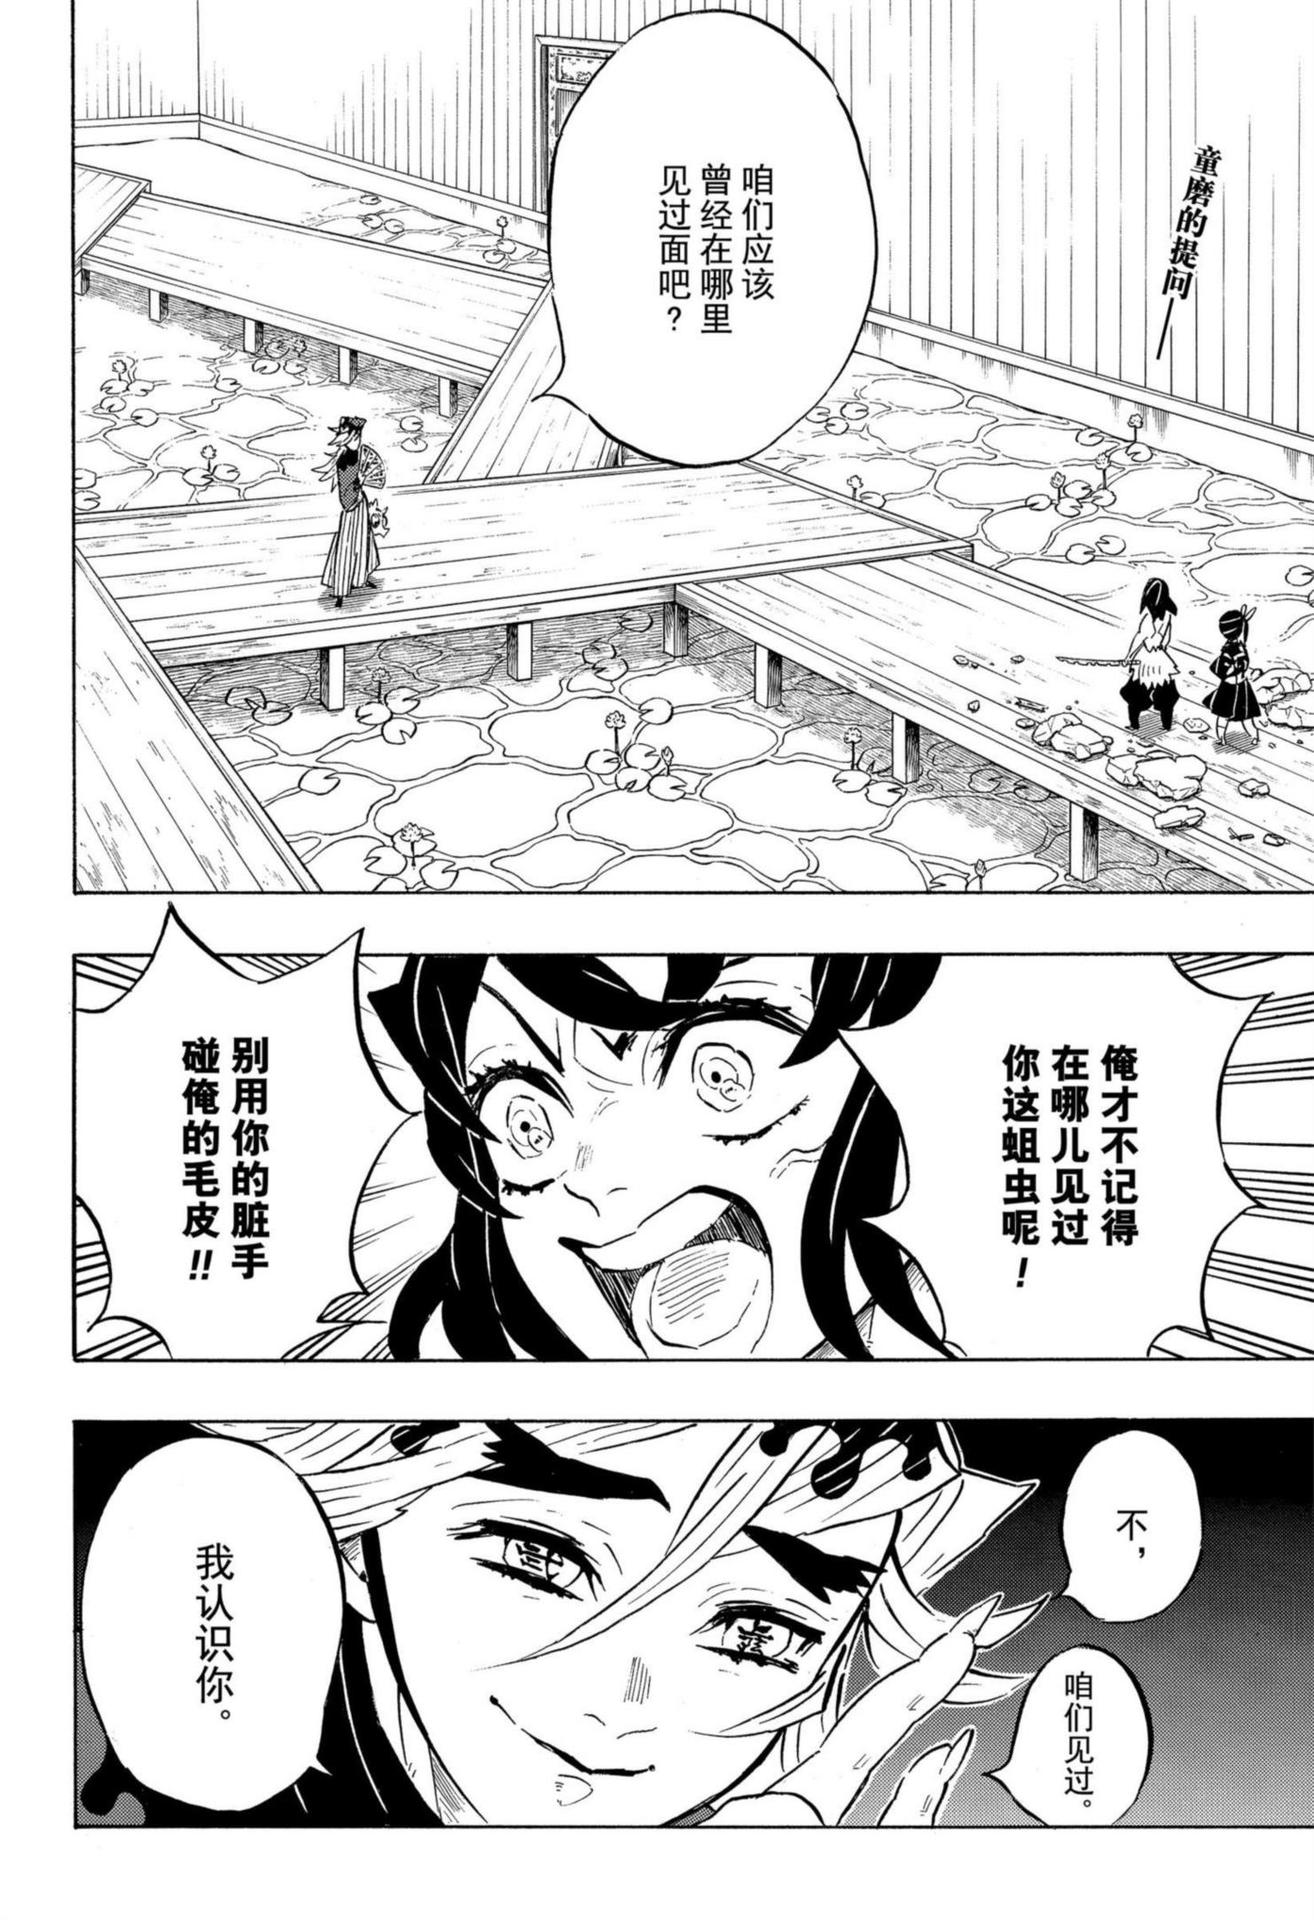 童磨的提问——
咱们应该
曾经在哪里
见过面吧？
俺才不记得
在哪儿见过
你这蛆虫呢！
别用你的脏手
碰俺的毛皮!!
不，
咱们见过。
我认识你。